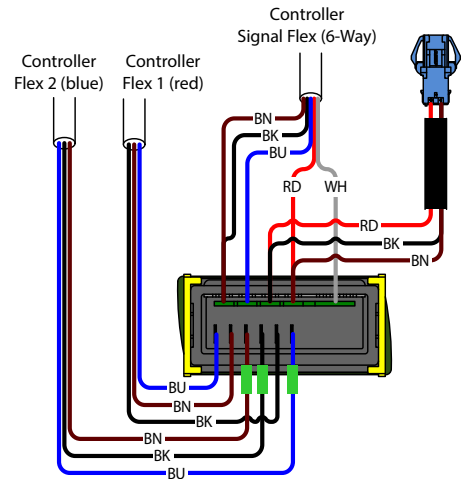 Controller
Signal Flex (6-Way)
Controller
Flex 2 (blue)
Controller
Flex 1 (red)
BN
BK
BU
RD
WH
RD
BK
BN
BU
BN
BK
BN
BK
BU